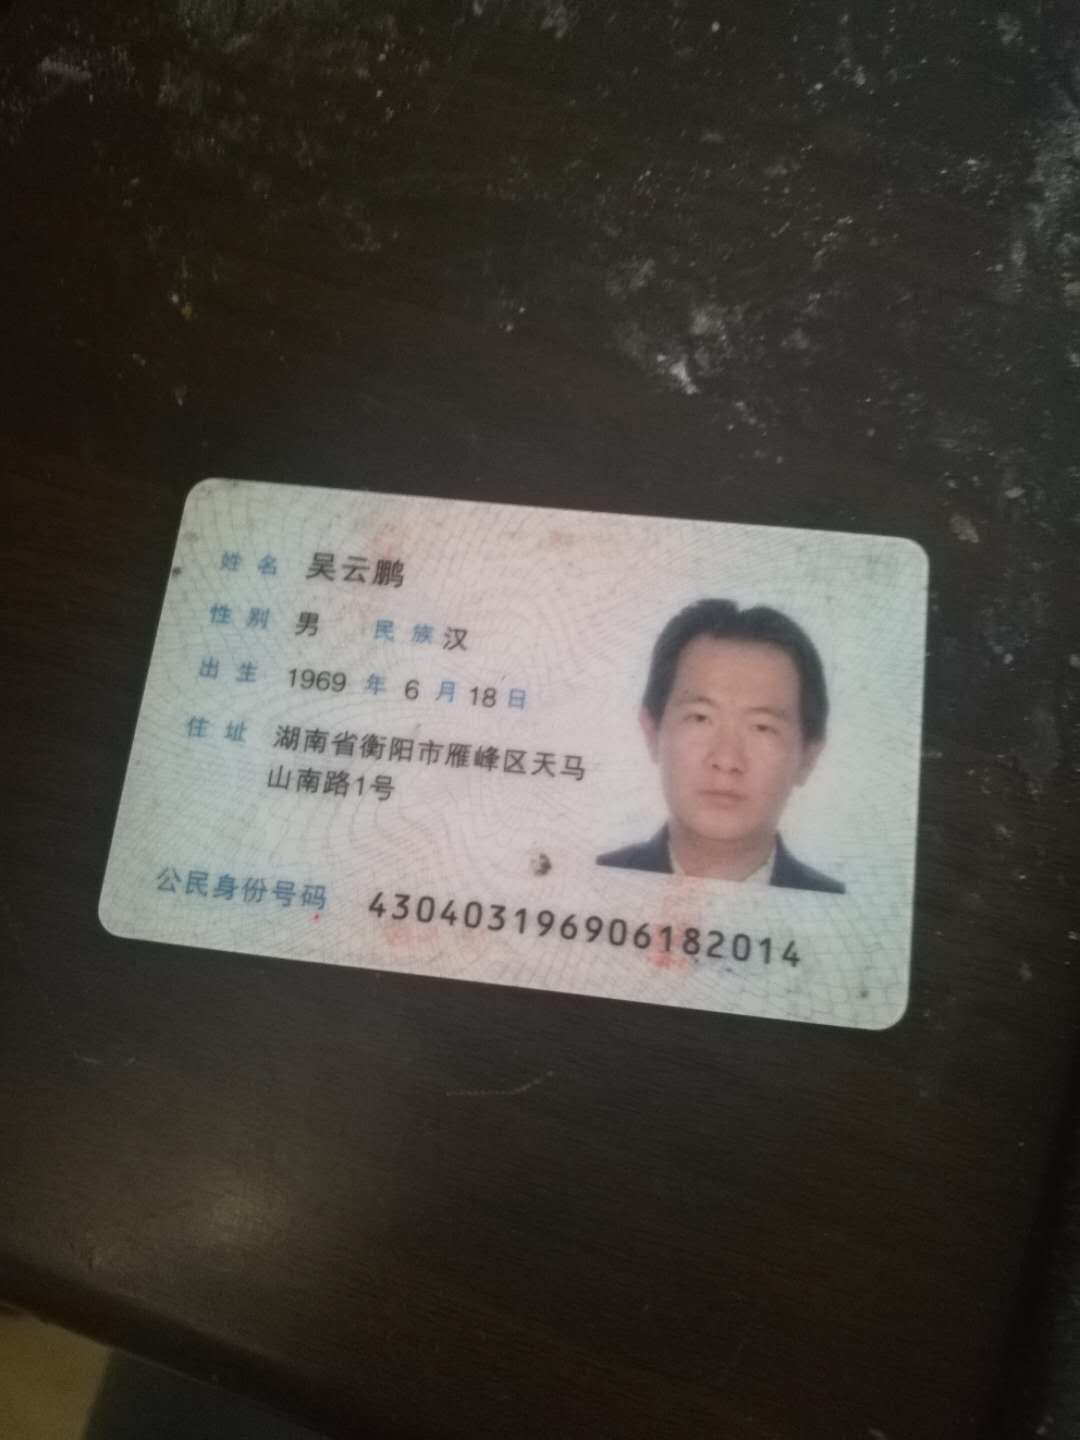 姓名 吴云鹏
性别 男 民族 汉
出生 1969 年 6 月 18 日
住址 湖南省衡阳市雁峰区天马
山南路1号
公民身份号码 430403196906182014